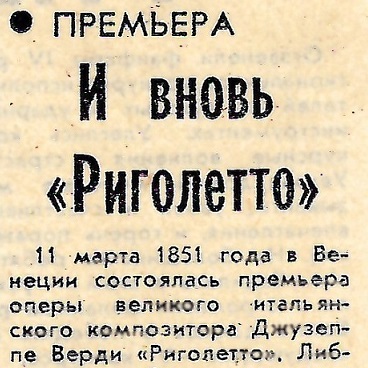 ● ПРЕМЬЕРА
И ВНОВЬ
«РИГОЛЕТТО»
11 марта 1851 года в Ве-
неции состоялась премьера
оперы великого итальян-
ского композитора Джузеп-
пе Верди «Риголетто». Либ-